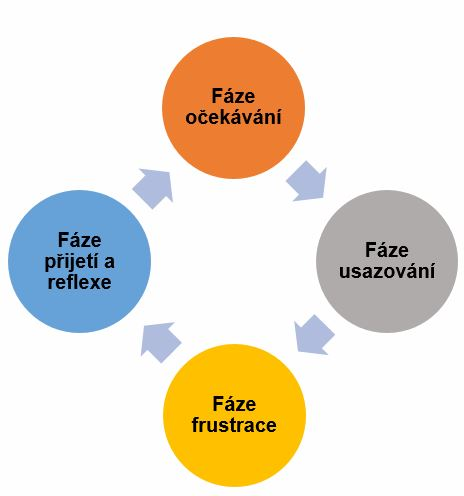 Fáze
očekávání
Fáze
usazování
Fáze
frustrace
Fáze
přijetí a
reflexe